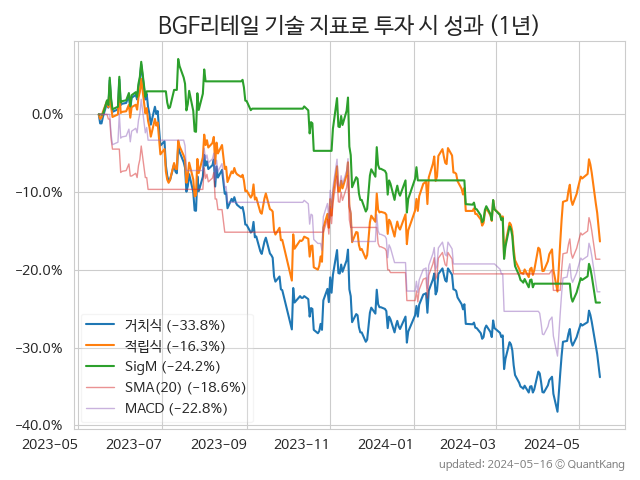 BGF리테일 기술 지표로 투자 시 성과 (1년)
0.0%
−10.0%
−20.0%
−30.0%
−40.0%
거치식 (−33.8%)
적립식 (−16.3%)
SigM (−24.2%)
SMA(20) (−18.6%)
MACD (−22.8%)
2023-05 2023-07 2023-09 2023-11 2024-01 2024-03 2024-05
updated: 2024-05-16 ⓒ QuantKang